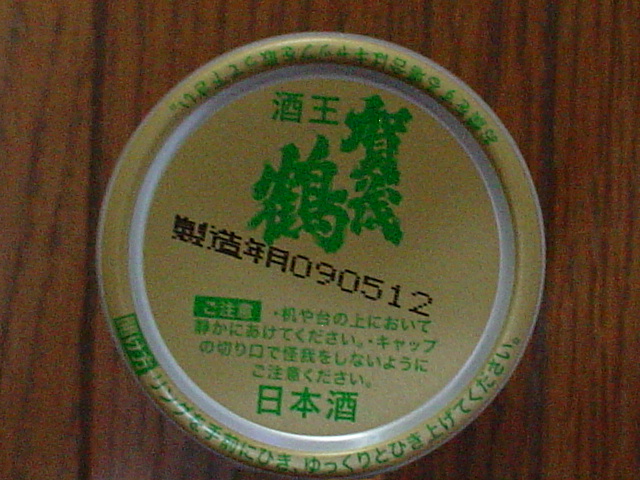 酒王
賀茂
鶴
製造年月090512
ご注意 ・机や台の上において
静かにあけてください。・キャップ
の切り口で怪我をしないように
ご注意ください。
日本酒
開け方 リングを手前にひき、ゆっくりとひき上げてください。